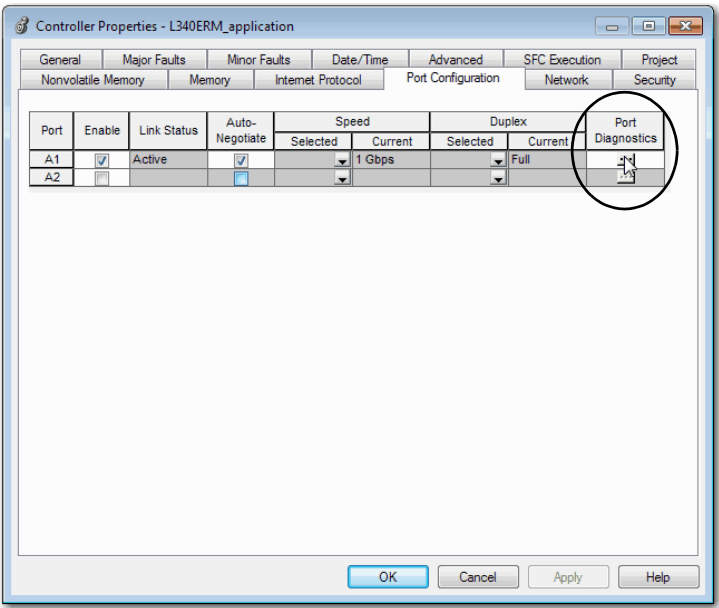 Controller Properties - L340ERM_application
General Major Faults Minor Faults Date/Time Advanced SFC Execution Project
Nonvolatile Memory Memory Internet Protocol Port Configuration Network Security
Port Enable Link Status Auto-Negotiate Speed Duplex Port Diagnostics
Selected Current Selected Current
A1 Active 1 Gbps Full ...
A2 ...
OK Cancel Apply Help